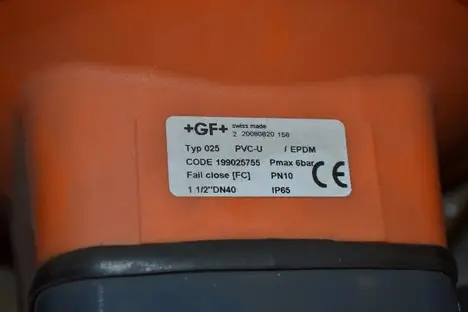 +GF+ swiss made
2 20080820 158
Typ 025 PVC-U / EPDM
CODE 199025755 Pmax 6bar
Fail close [FC] PN10
1 1/2"DN40 IP65
CE